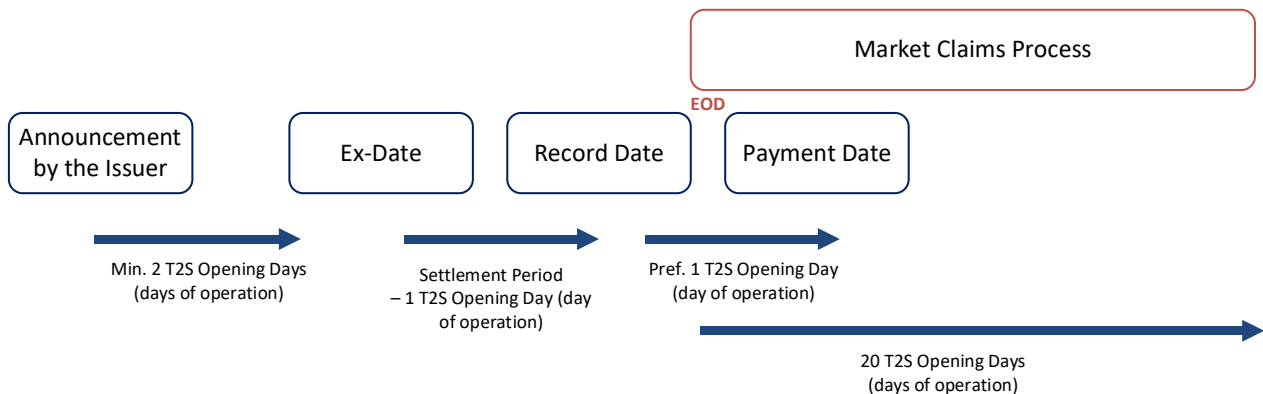 Market Claims Process
EOD
Announcement
by the Issuer
Ex-Date
Record Date
Payment Date
Min. 2 T2S Opening Days
(days of operation)
Settlement Period
– 1 T2S Opening Day (day
of operation)
Pref. 1 T2S Opening Day
(day of operation)
20 T2S Opening Days
(days of operation)